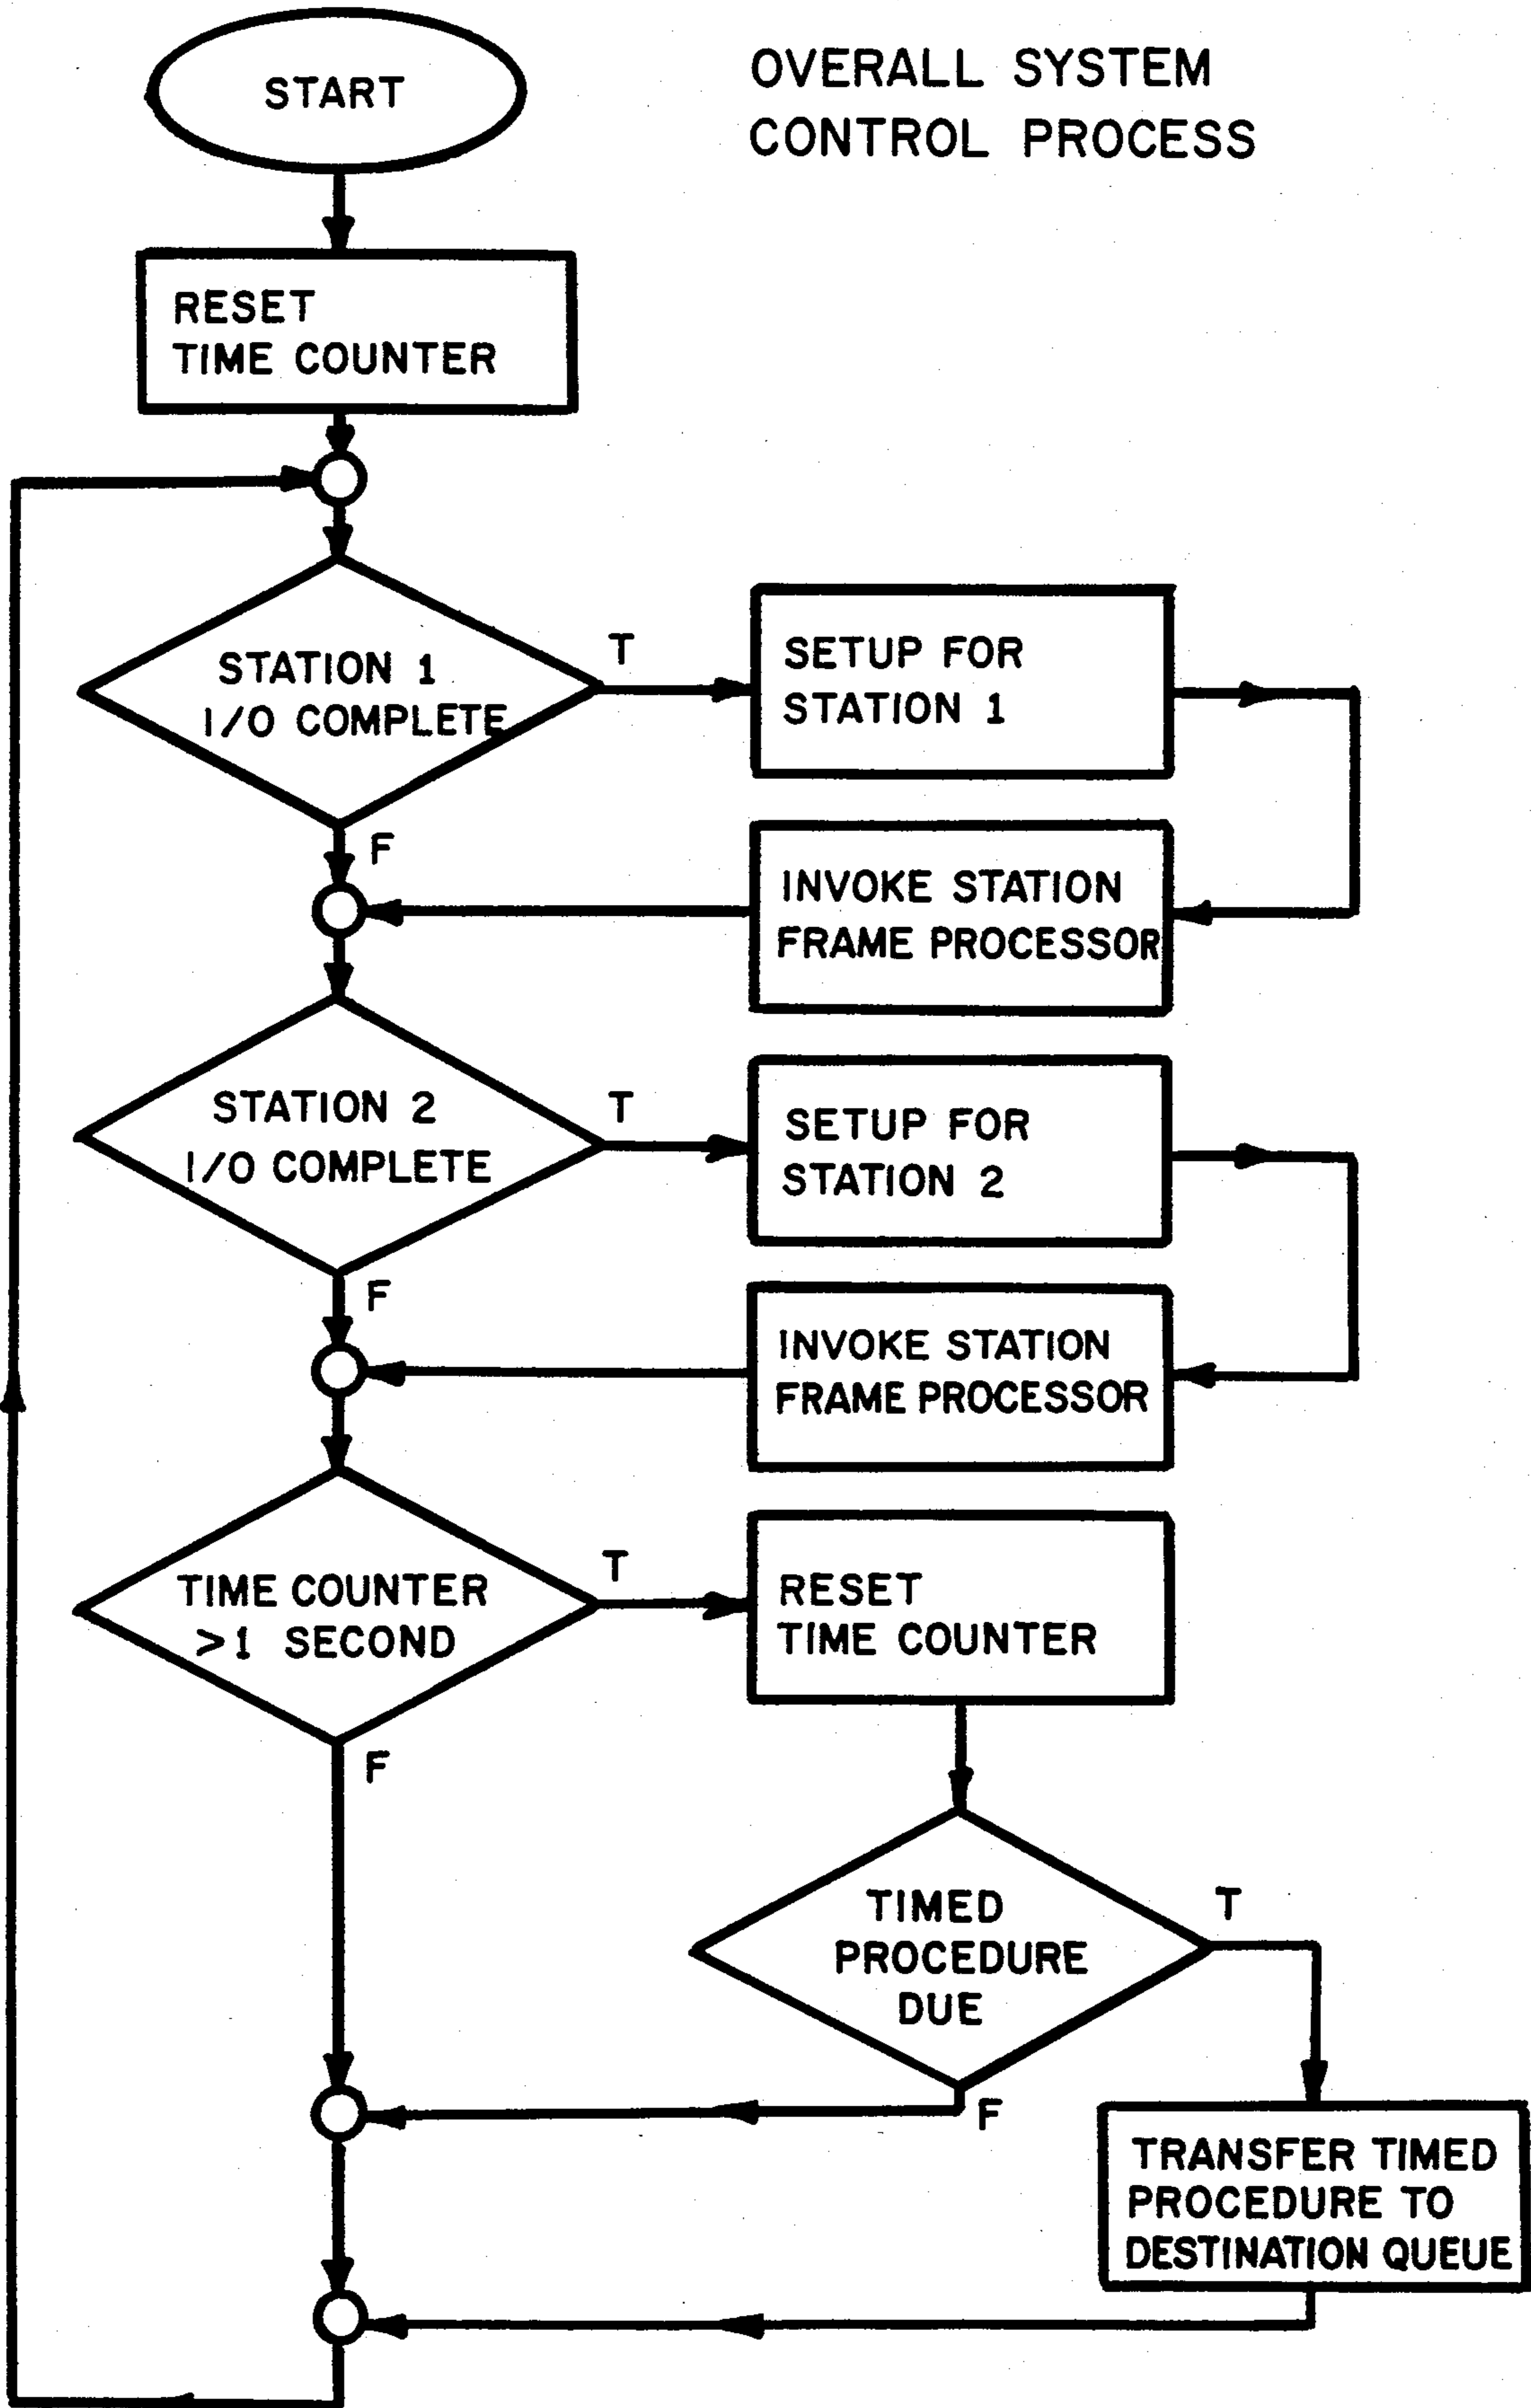 START
OVERALL SYSTEM
CONTROL PROCESS
RESET
TIME COUNTER
STATION 1
I/O COMPLETE
T
SETUP FOR
STATION 1
F
INVOKE STATION
FRAME PROCESSOR
STATION 2
I/O COMPLETE
T
SETUP FOR
STATION 2
F
INVOKE STATION
FRAME PROCESSOR
TIME COUNTER
>1 SECOND
T
RESET
TIME COUNTER
F
TIMED
PROCEDURE
DUE
T
F
TRANSFER TIMED
PROCEDURE TO
DESTINATION QUEUE